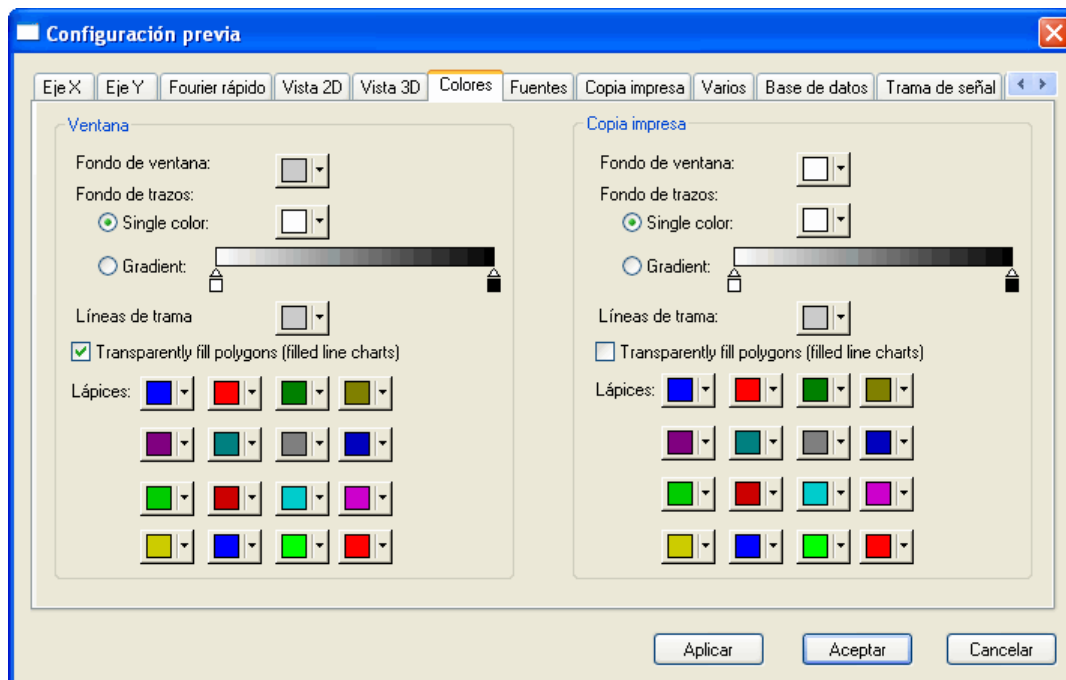 Configuración previa
Eje X Eje Y Fourier rápido Vista 2D Vista 3D Colores Fuentes Copia impresa Varios Base de datos Trama de señal
Ventana
Fondo de ventana:
Fondo de trazos:
Single color:
Gradient:
Líneas de trama
Transparently fill polygons (filled line charts)
Lápices:
Copia impresa
Fondo de ventana:
Fondo de trazos:
Single color:
Gradient:
Líneas de trama:
Transparently fill polygons (filled line charts)
Lápices:
Aplicar Aceptar Cancelar